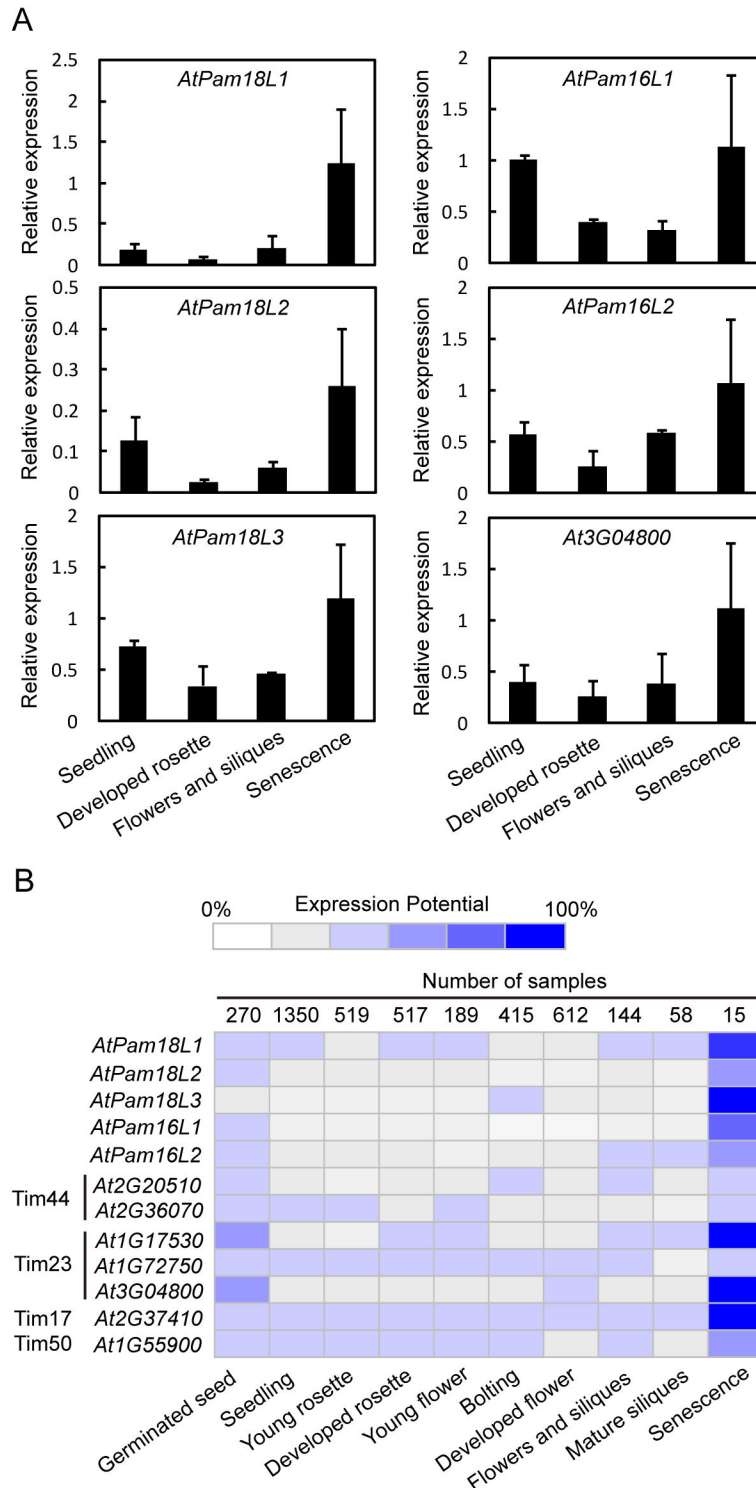 A
AtPam18L1
Relative expression
2.5
2
1.5
1
0.5
0
AtPam16L1
Relative expression
2
1.5
1
0.5
0
AtPam18L2
Relative expression
0.5
0.4
0.3
0.2
0.1
0
AtPam16L2
Relative expression
2
1.5
1
0.5
0
AtPam18L3
Relative expression
2
1.5
1
0.5
0
At3G04800
Relative expression
2
1.5
1
0.5
0
Seedling
Developed rosette
Flowers and siliques
Senescence
Seedling
Developed rosette
Flowers and siliques
Senescence
B
0% Expression Potential 100%
Number of samples
270 1350 519 517 189 415 612 144 58 15
AtPam18L1
AtPam18L2
AtPam18L3
AtPam16L1
AtPam16L2
Tim44
At2G20510
At2G36070
Tim23
At1G17530
At1G72750
At3G04800
Tim17 At2G37410
Tim50 At1G55900
Germinated seed
Seedling
Young rosette
Developed rosette
Young flower
Bolting
Developed flower
Flowers and siliques
Mature siliques
Senescence